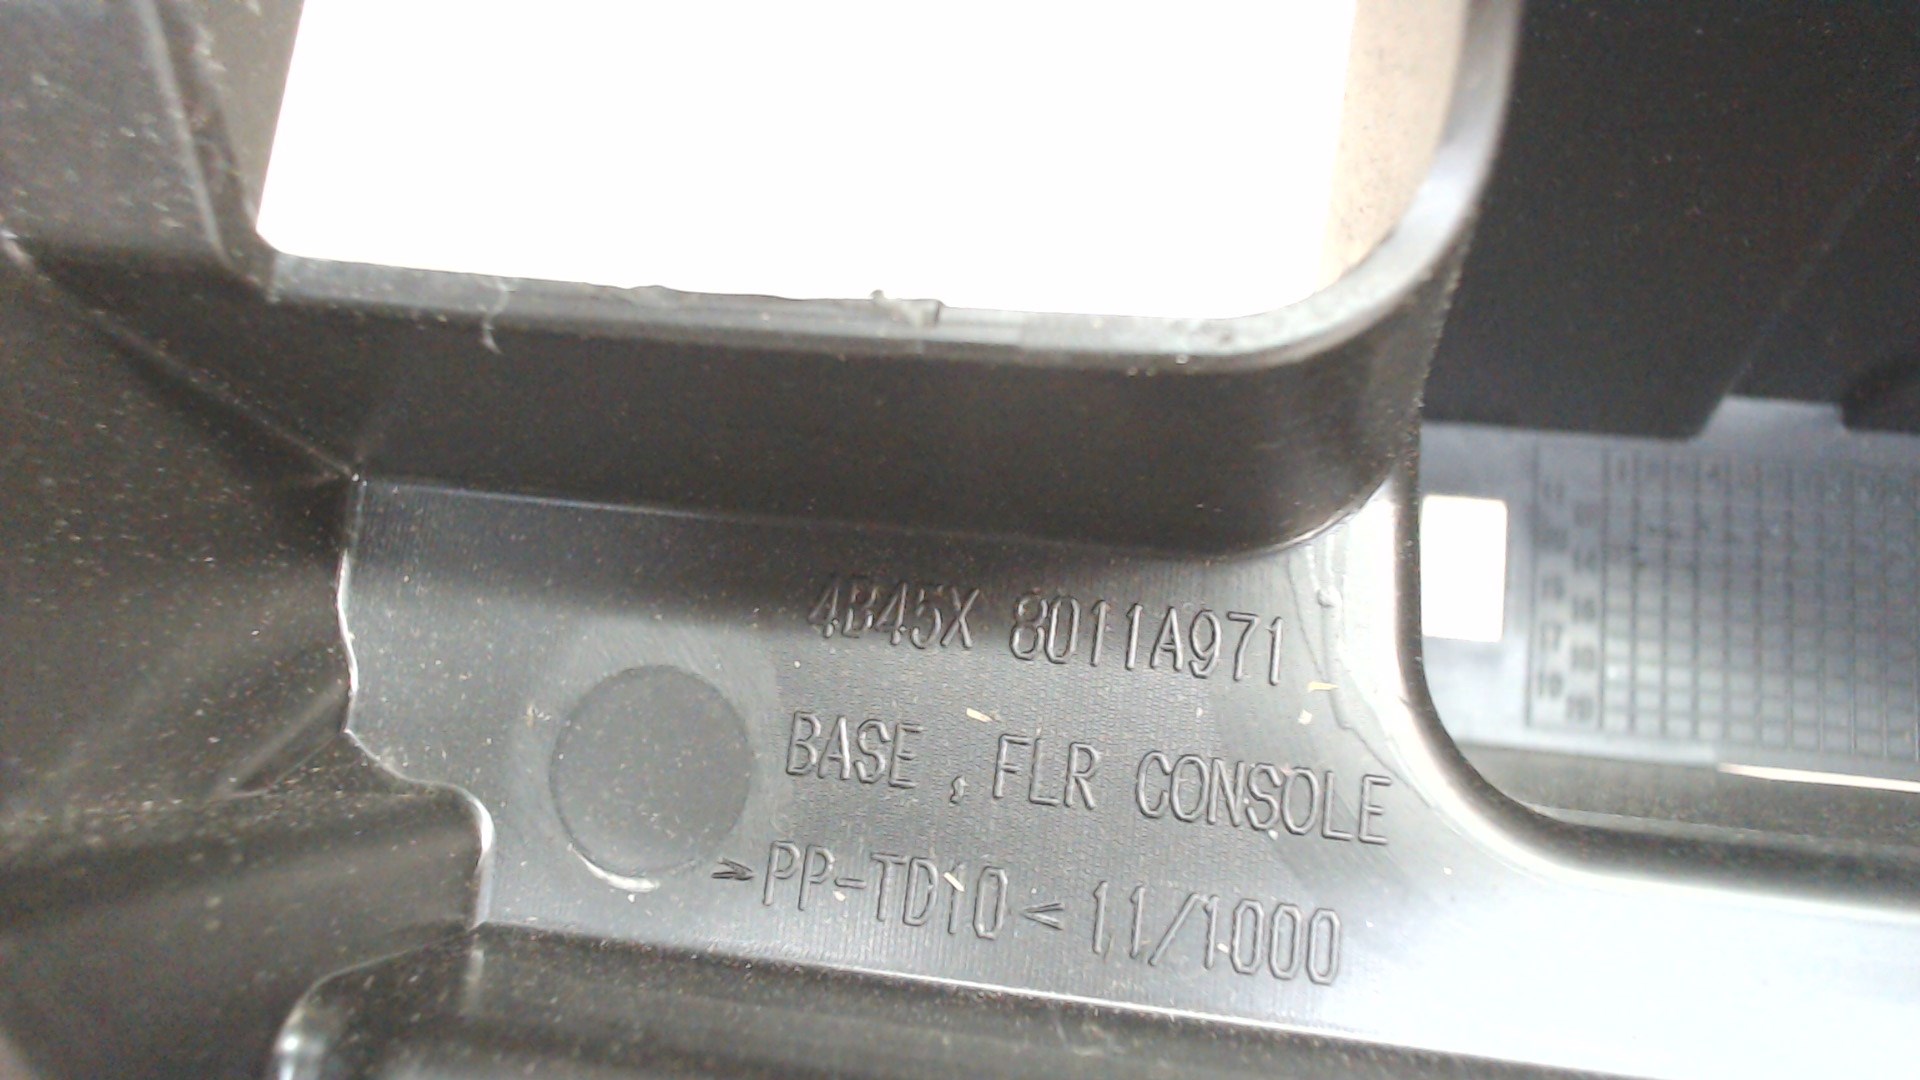 4B45X 8011A971
BASE , FLR CONSOLE
>PP-TD10< 11/1000